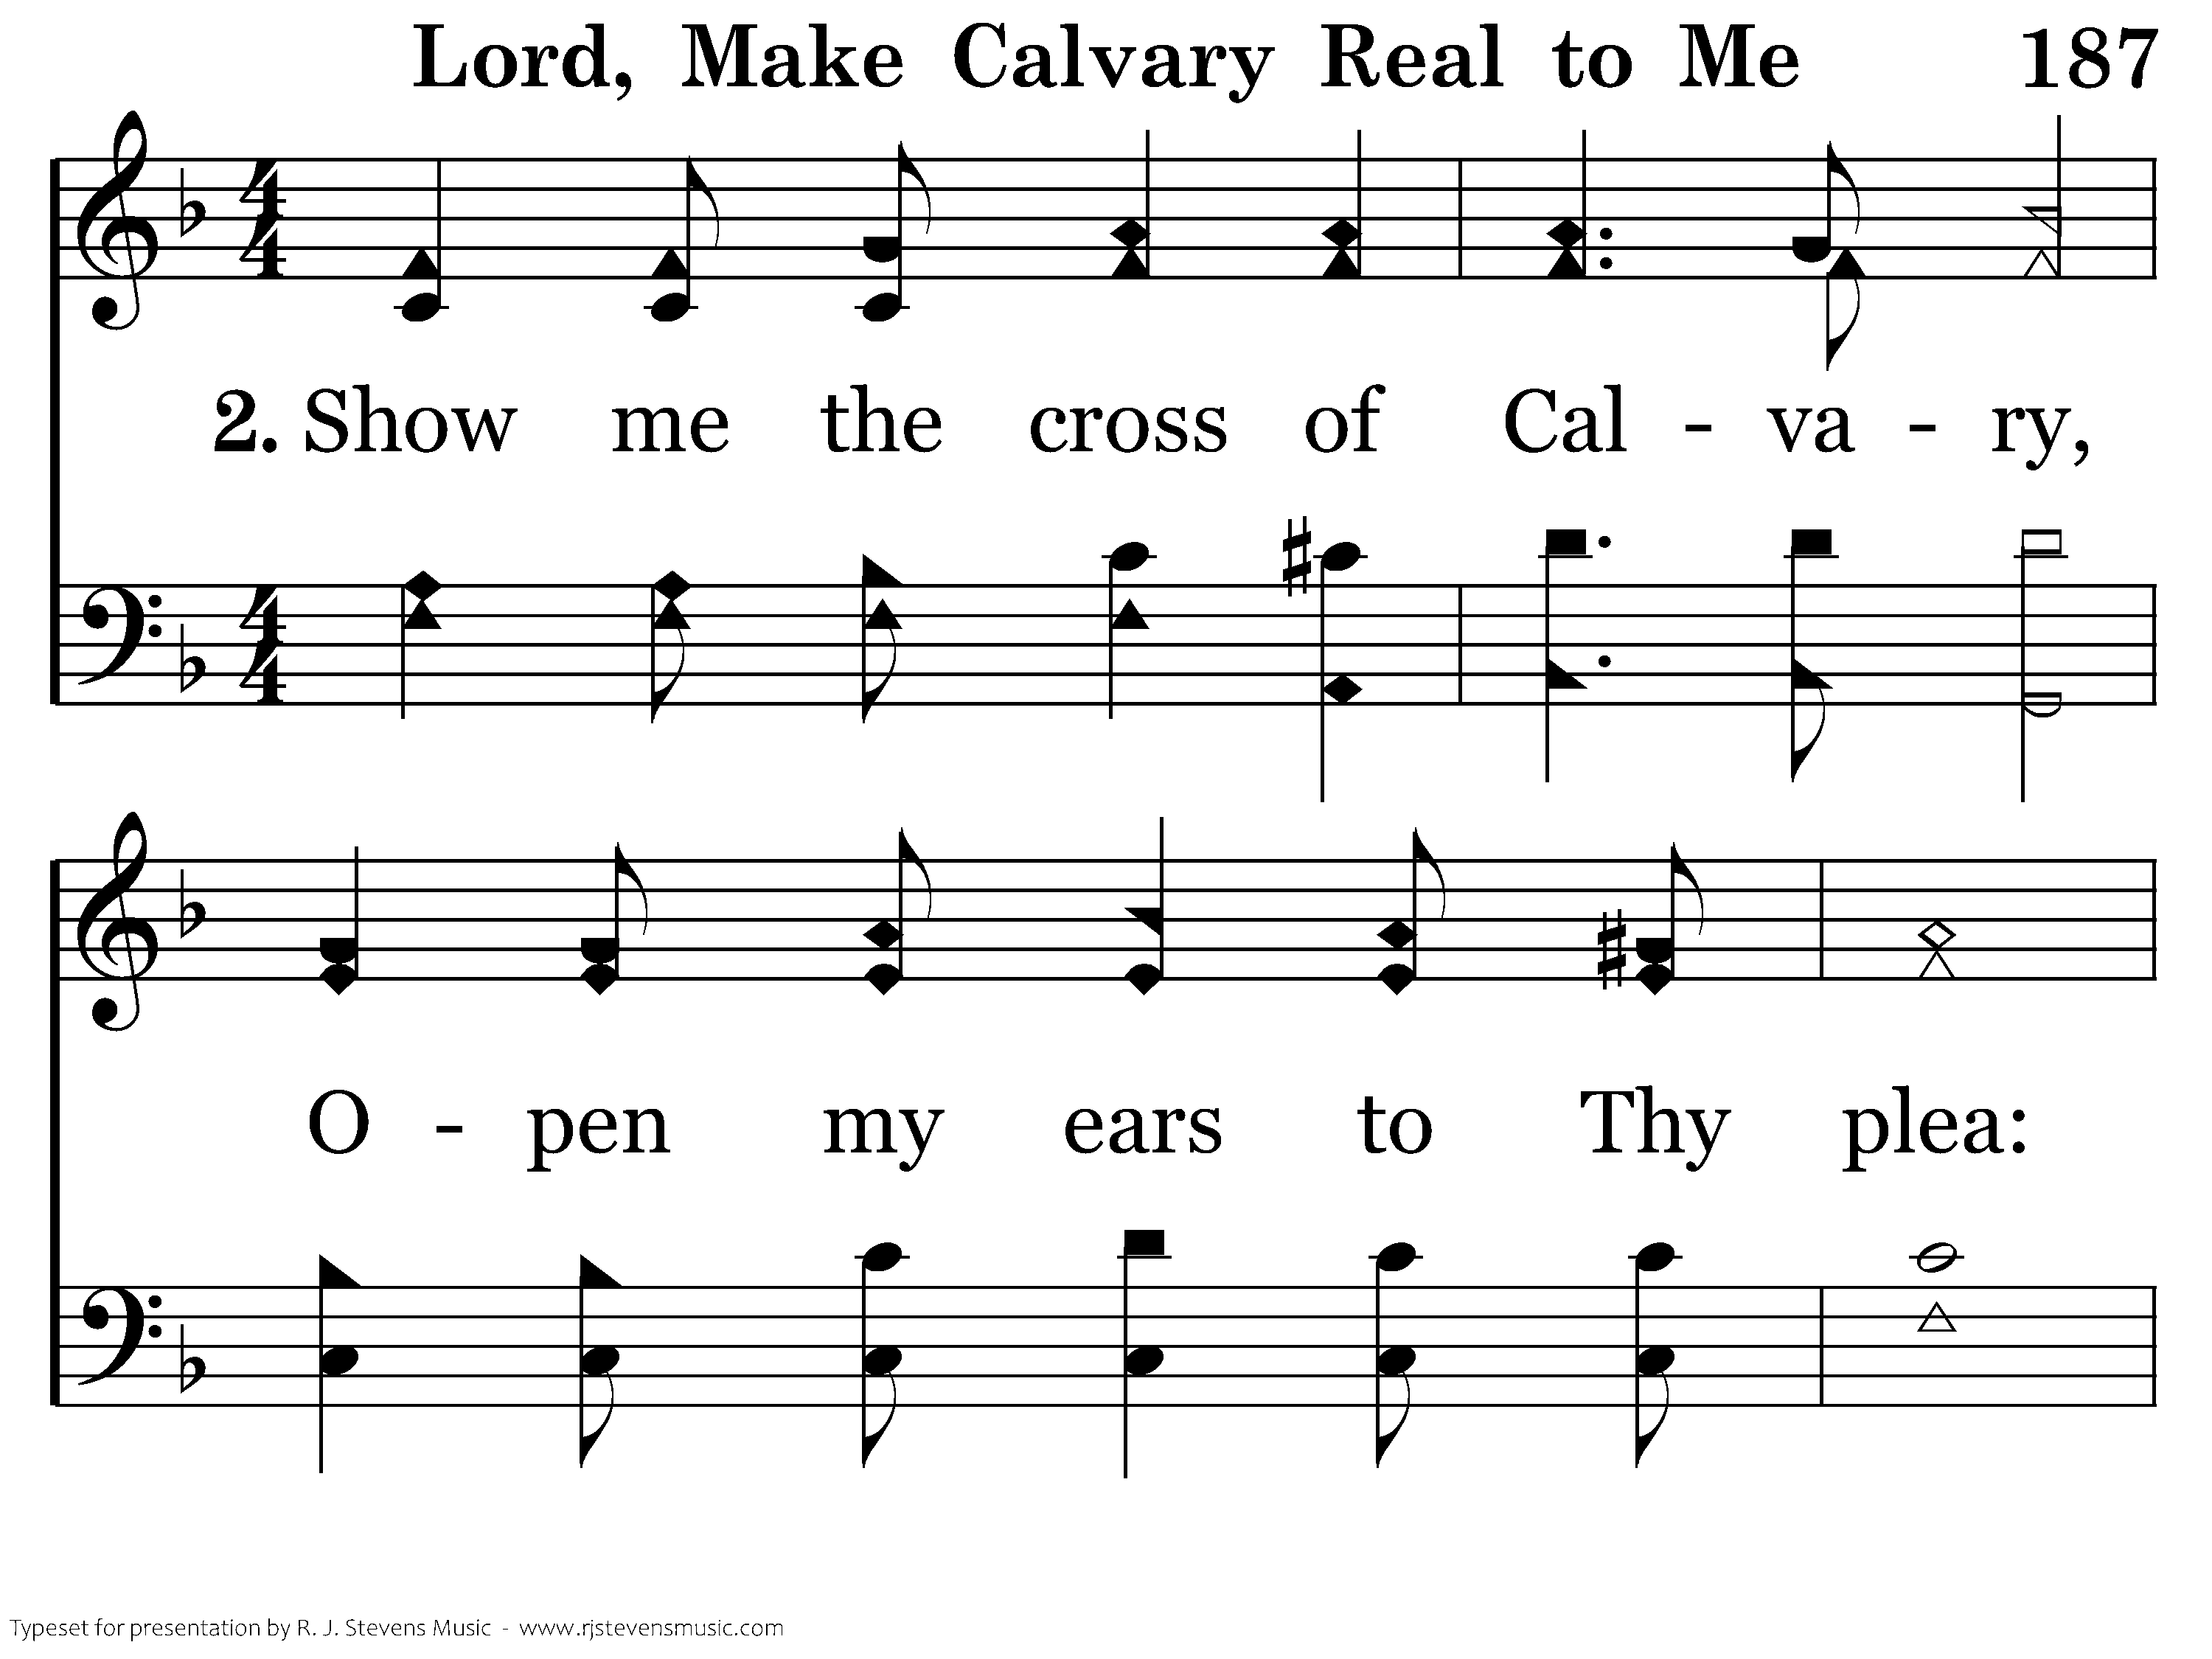 Lord, Make Calvary Real to Me 187
2. Show me the cross of Cal - va - ry,
O - pen my ears to Thy plea:
Typeset for presentation by R. J. Stevens Music - www.rjstevensmusic.com